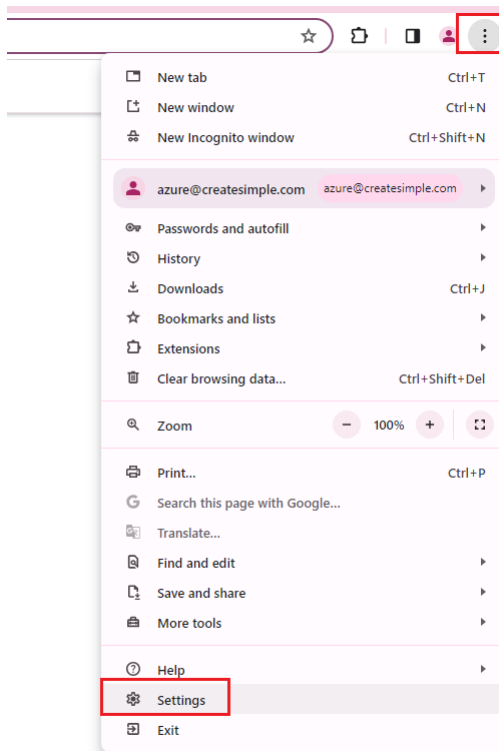 New tab Ctrl+T
New window Ctrl+N
New Incognito window Ctrl+Shift+N
azure@createsimple.com azure@createsimple.com
Passwords and autofill
History
Downloads Ctrl+J
Bookmarks and lists
Extensions
Clear browsing data... Ctrl+Shift+Del
Zoom − 100% +
Print... Ctrl+P
Search this page with Google...
Translate...
Find and edit
Save and share
More tools
Help
Settings
Exit